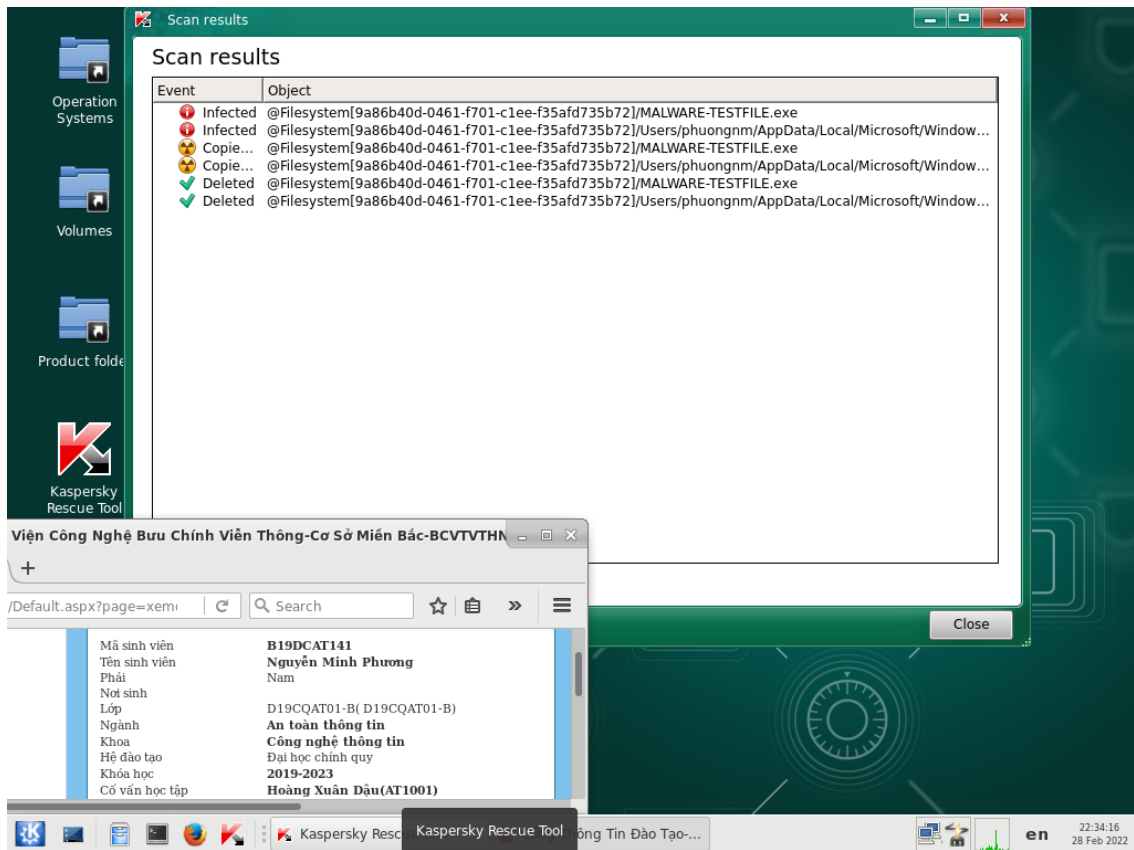 Scan results
Operation
Systems
Volumes
Product folde
Kaspersky
Rescue Tool
Scan results
Event Object
Infected @Filesystem[9a86b40d-0461-f701-c1ee-f35afd735b72]/MALWARE-TESTFILE.exe
Infected @Filesystem[9a86b40d-0461-f701-c1ee-f35afd735b72]/Users/phuongnm/AppData/Local/Microsoft/Window...
Copie... @Filesystem[9a86b40d-0461-f701-c1ee-f35afd735b72]/MALWARE-TESTFILE.exe
Copie... @Filesystem[9a86b40d-0461-f701-c1ee-f35afd735b72]/Users/phuongnm/AppData/Local/Microsoft/Window...
Deleted @Filesystem[9a86b40d-0461-f701-c1ee-f35afd735b72]/MALWARE-TESTFILE.exe
Deleted @Filesystem[9a86b40d-0461-f701-c1ee-f35afd735b72]/Users/phuongnm/AppData/Local/Microsoft/Window...
Close
Viện Công Nghệ Bưu Chính Viễn Thông-Cơ Sở Miền Bắc-BCVTVTHN
/Default.aspx?page=xem
Search
Mã sinh viên B19DCAT141
Tên sinh viên Nguyễn Minh Phương
Phái Nam
Nơi sinh
Lớp D19CQAT01-B( D19CQAT01-B)
Ngành An toàn thông tin
Khoa Công nghệ thông tin
Hệ đào tạo Đại học chính quy
Khóa học 2019-2023
Cố vấn học tập Hoàng Xuân Dậu(AT1001)
Kaspersky Resc
Kaspersky Rescue Tool
ông Tin Đào Tạo-...
en
22:34:16
28 Feb 2022